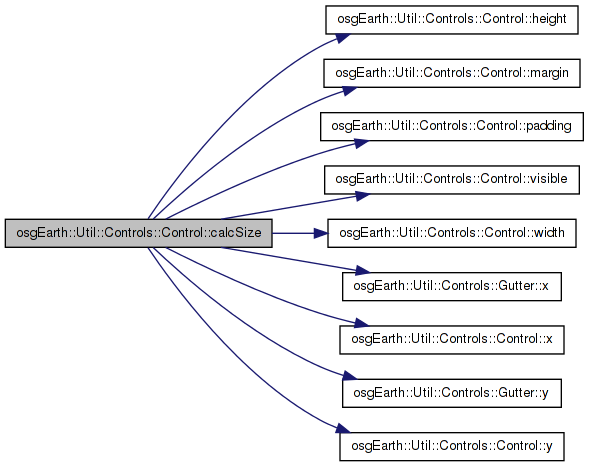 osgEarth::Util::Controls::Control::height
osgEarth::Util::Controls::Control::margin
osgEarth::Util::Controls::Control::padding
osgEarth::Util::Controls::Control::visible
osgEarth::Util::Controls::Control::calcSize
osgEarth::Util::Controls::Control::width
osgEarth::Util::Controls::Gutter::x
osgEarth::Util::Controls::Control::x
osgEarth::Util::Controls::Gutter::y
osgEarth::Util::Controls::Control::y